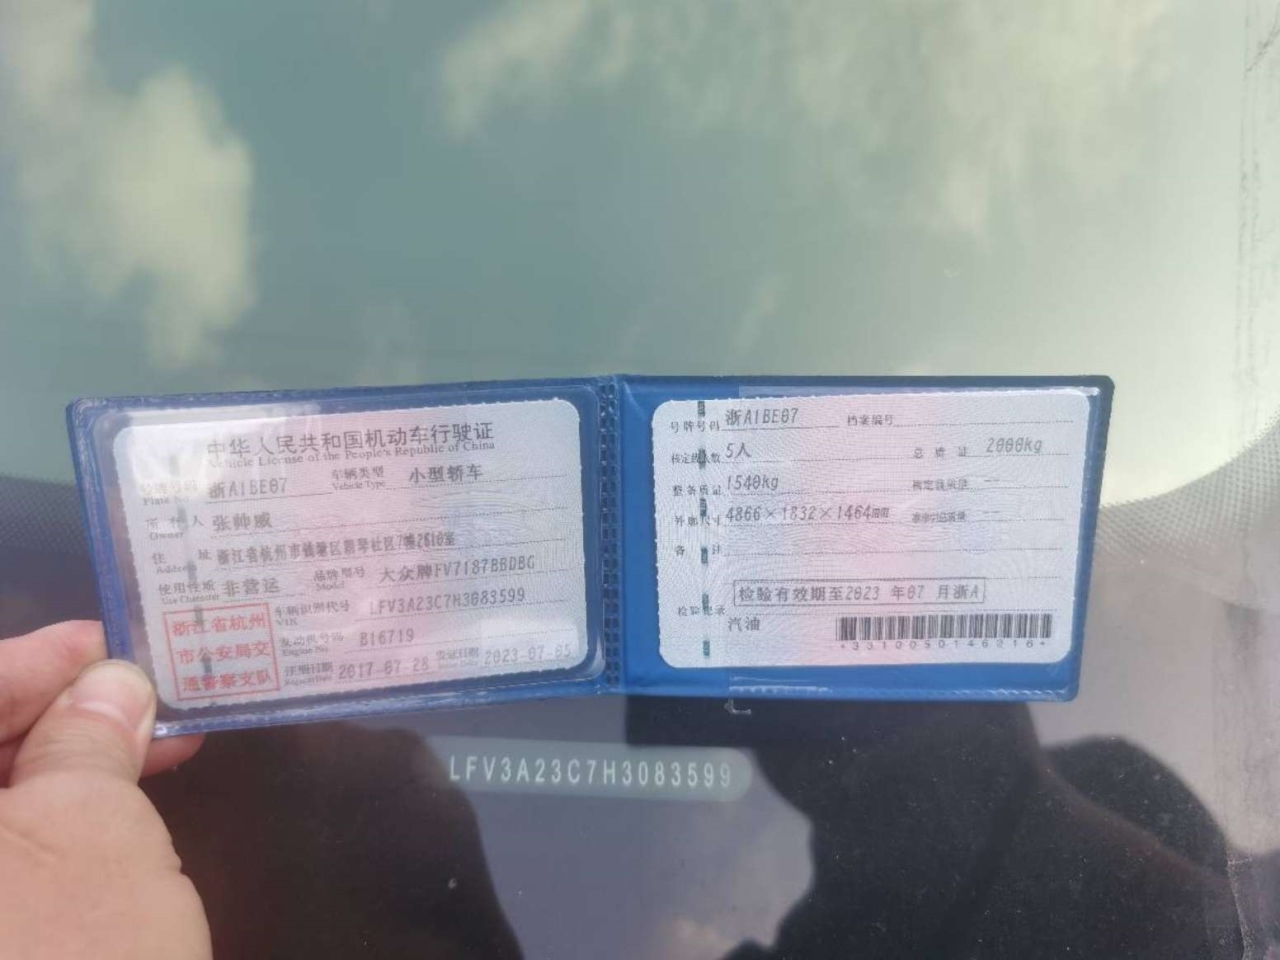 中华人民共和国机动车行驶证
Vehicle License of the People's Republic of China
号牌号码 浙A1BE07 车辆类型 小型轿车
Plate No. Vehicle Type
所有人 张帅威
Owner
住址 浙江省杭州市钱塘区
Address
使用性质 非营运 品牌型号 大众牌FV7187BBDBG
Use Character Model
浙江省杭州市公安局交通警察支队
车辆识别代号 LFV3A23C7H3083599
VIN
发动机号码 B16719
Engine No.
注册日期 2017-07-28 发证日期 2023-07-05
Register Date Issue Date
号牌号码 浙A1BE07 档案编号
核定载人数 5人 总质量 2000kg
整备质量 1540kg 核定载质量 --
外廓尺寸 4866×1832×1464mm 准牵引总质量 --
备注
检验有效期至2023 年07 月浙A
检验记录
汽油
*3310050146216*
LFV3A23C7H3083599